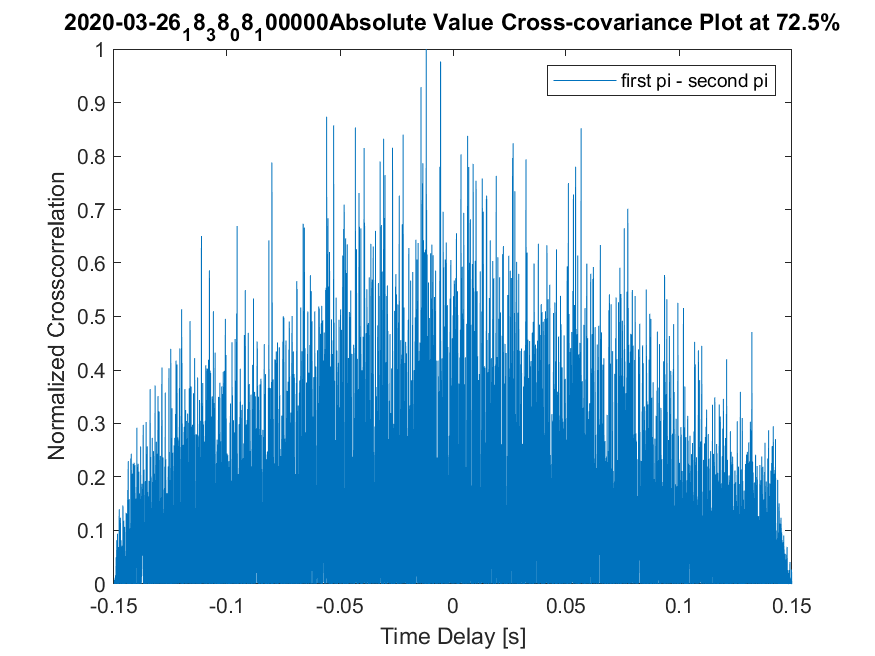 2020-03-26₁8₃8₀8₁00000Absolute Value Cross-covariance Plot at 72.5%
first pi - second pi
Normalized Crosscorrelation
1
0.9
0.8
0.7
0.6
0.5
0.4
0.3
0.2
0.1
0
-0.15 -0.1 -0.05 0 0.05 0.1 0.15
Time Delay [s]